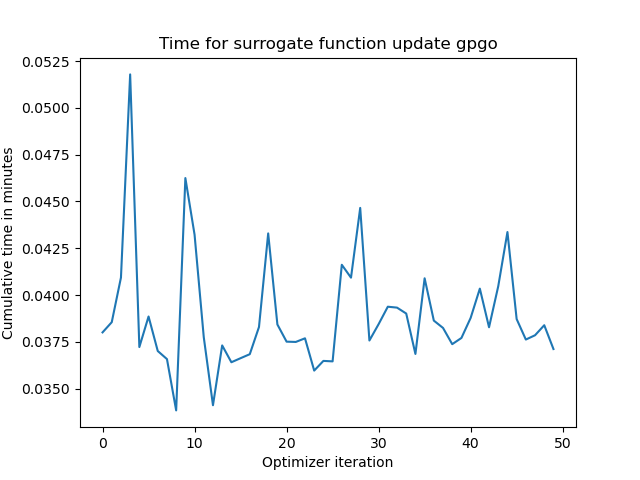 Time for surrogate function update gpgo
0.0525
0.0500
0.0475
0.0450
0.0425
0.0400
0.0375
0.0350
Cumulative time in minutes
0 10 20 30 40 50
Optimizer iteration